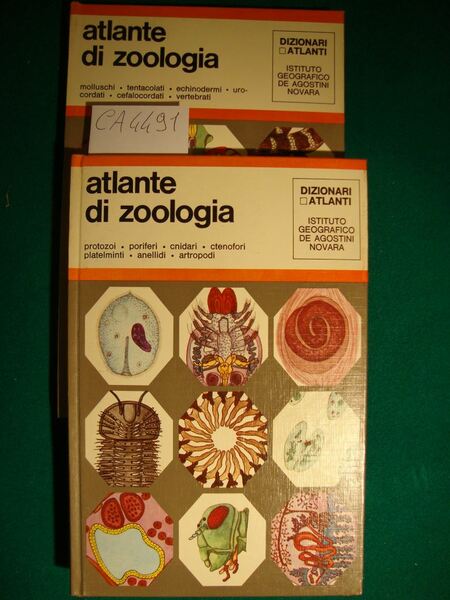 atlante
di zoologia
molluschi • tentacolati • echinodermi • uro-
cordati • cefalocordati • vertebrati
DIZIONARI
□ ATLANTI
ISTITUTO
GEOGRAFICO
DE AGOSTINI
NOVARA
CA4491
atlante
di zoologia
protozoi • poriferi • cnidari • ctenofori
platelminti • anellidi • artropodi
DIZIONARI
□ ATLANTI
ISTITUTO
GEOGRAFICO
DE AGOSTINI
NOVARA